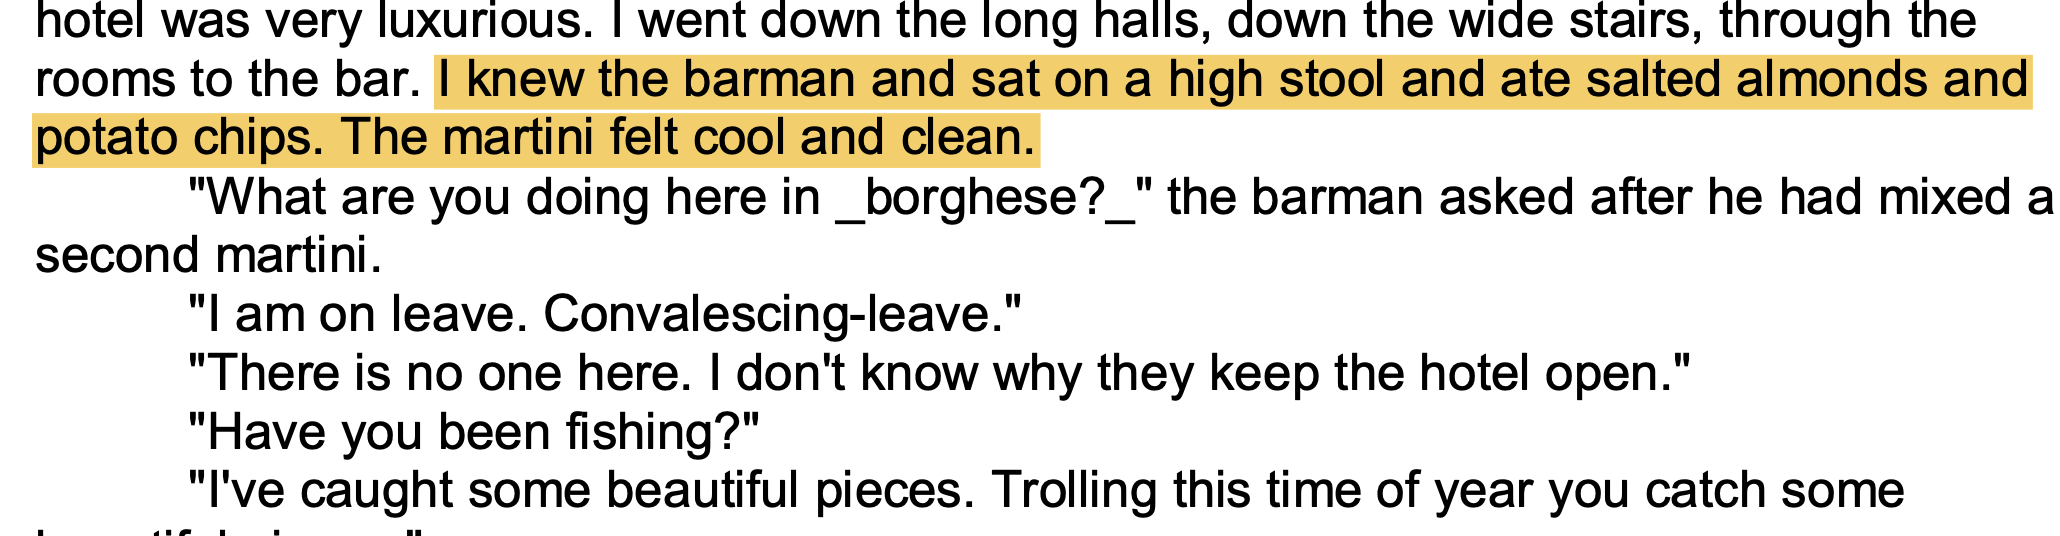 hotel was very luxurious. I went down the long halls, down the wide stairs, through the
rooms to the bar. I knew the barman and sat on a high stool and ate salted almonds and
potato chips. The martini felt cool and clean.
"What are you doing here in _borghese?_" the barman asked after he had mixed a
second martini.
"I am on leave. Convalescing-leave."
"There is no one here. I don't know why they keep the hotel open."
"Have you been fishing?"
"I've caught some beautiful pieces. Trolling this time of year you catch some